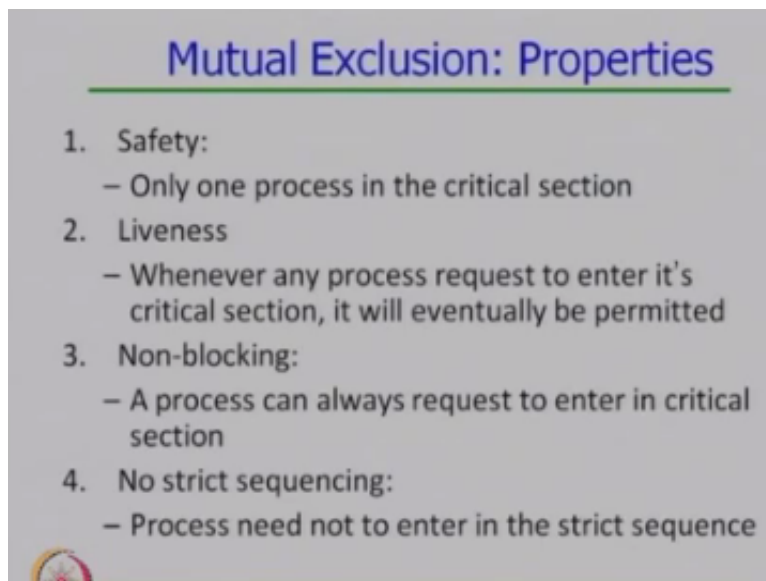 Mutual Exclusion: Properties
1. Safety:
– Only one process in the critical section
2. Liveness
– Whenever any process request to enter it's
critical section, it will eventually be permitted
3. Non-blocking:
– A process can always request to enter in critical
section
4. No strict sequencing:
– Process need not to enter in the strict sequence